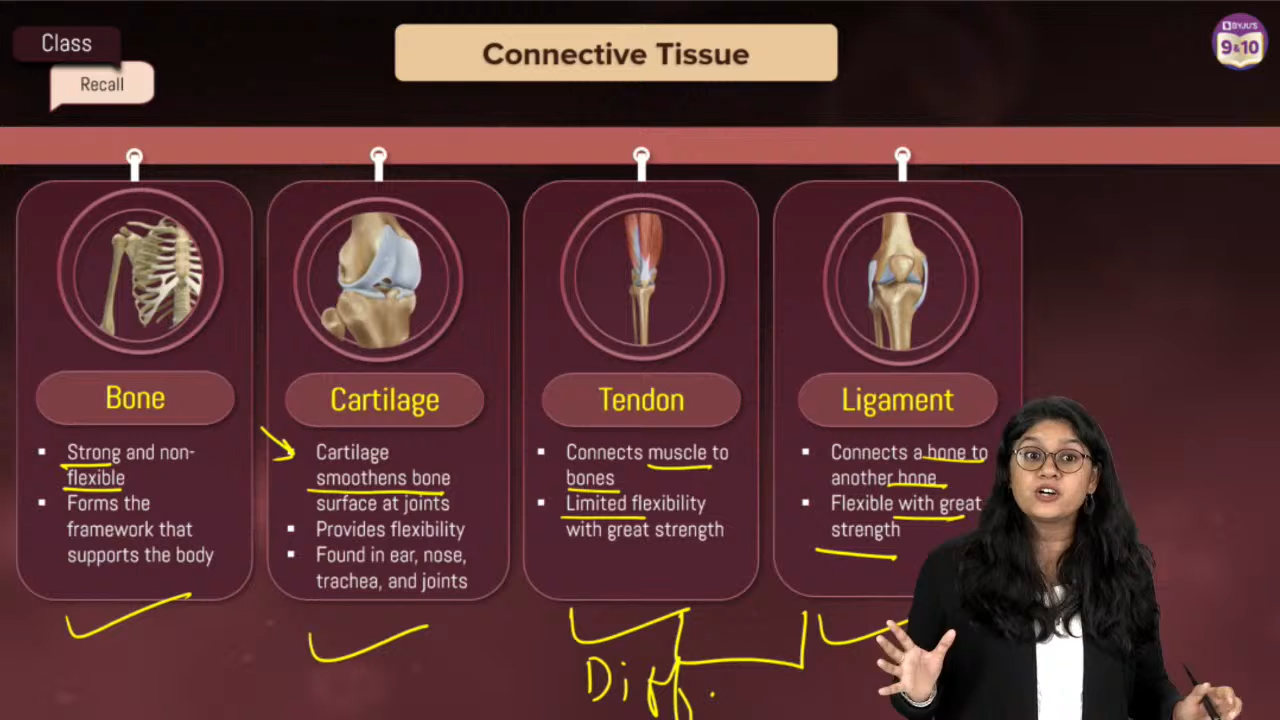 Class
Recall
Connective Tissue
BYJU'S
9&10
Bone
Strong and non-
flexible
Forms the
framework that
supports the body
Cartilage
Cartilage
smoothens bone
surface at joints
Provides flexibility
Found in ear, nose,
trachea, and joints
Tendon
Connects muscle to
bones
Limited flexibility
with great strength
Ligament
Connects a bone to
another bone
Flexible with great
strength
Diff.